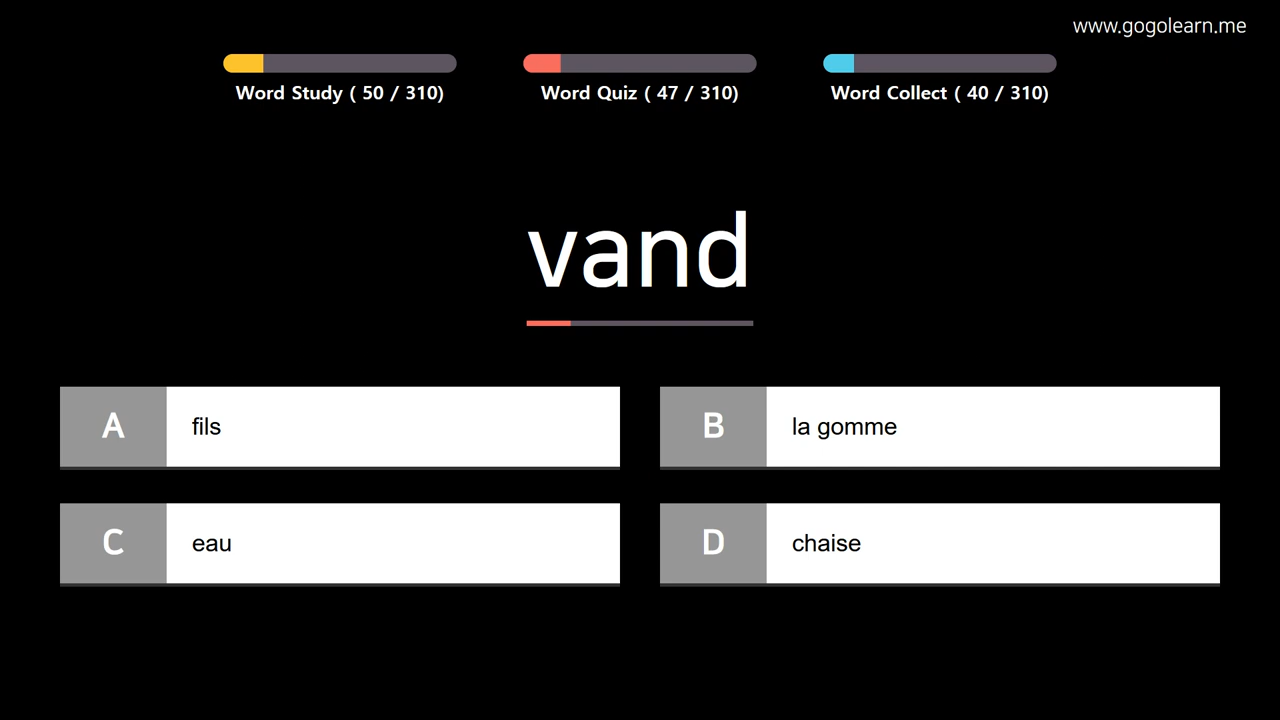 www.gogolearn.me
Word Study ( 50 / 310)
Word Quiz ( 47 / 310)
Word Collect ( 40 / 310)
vand
A fils
B la gomme
C eau
D chaise